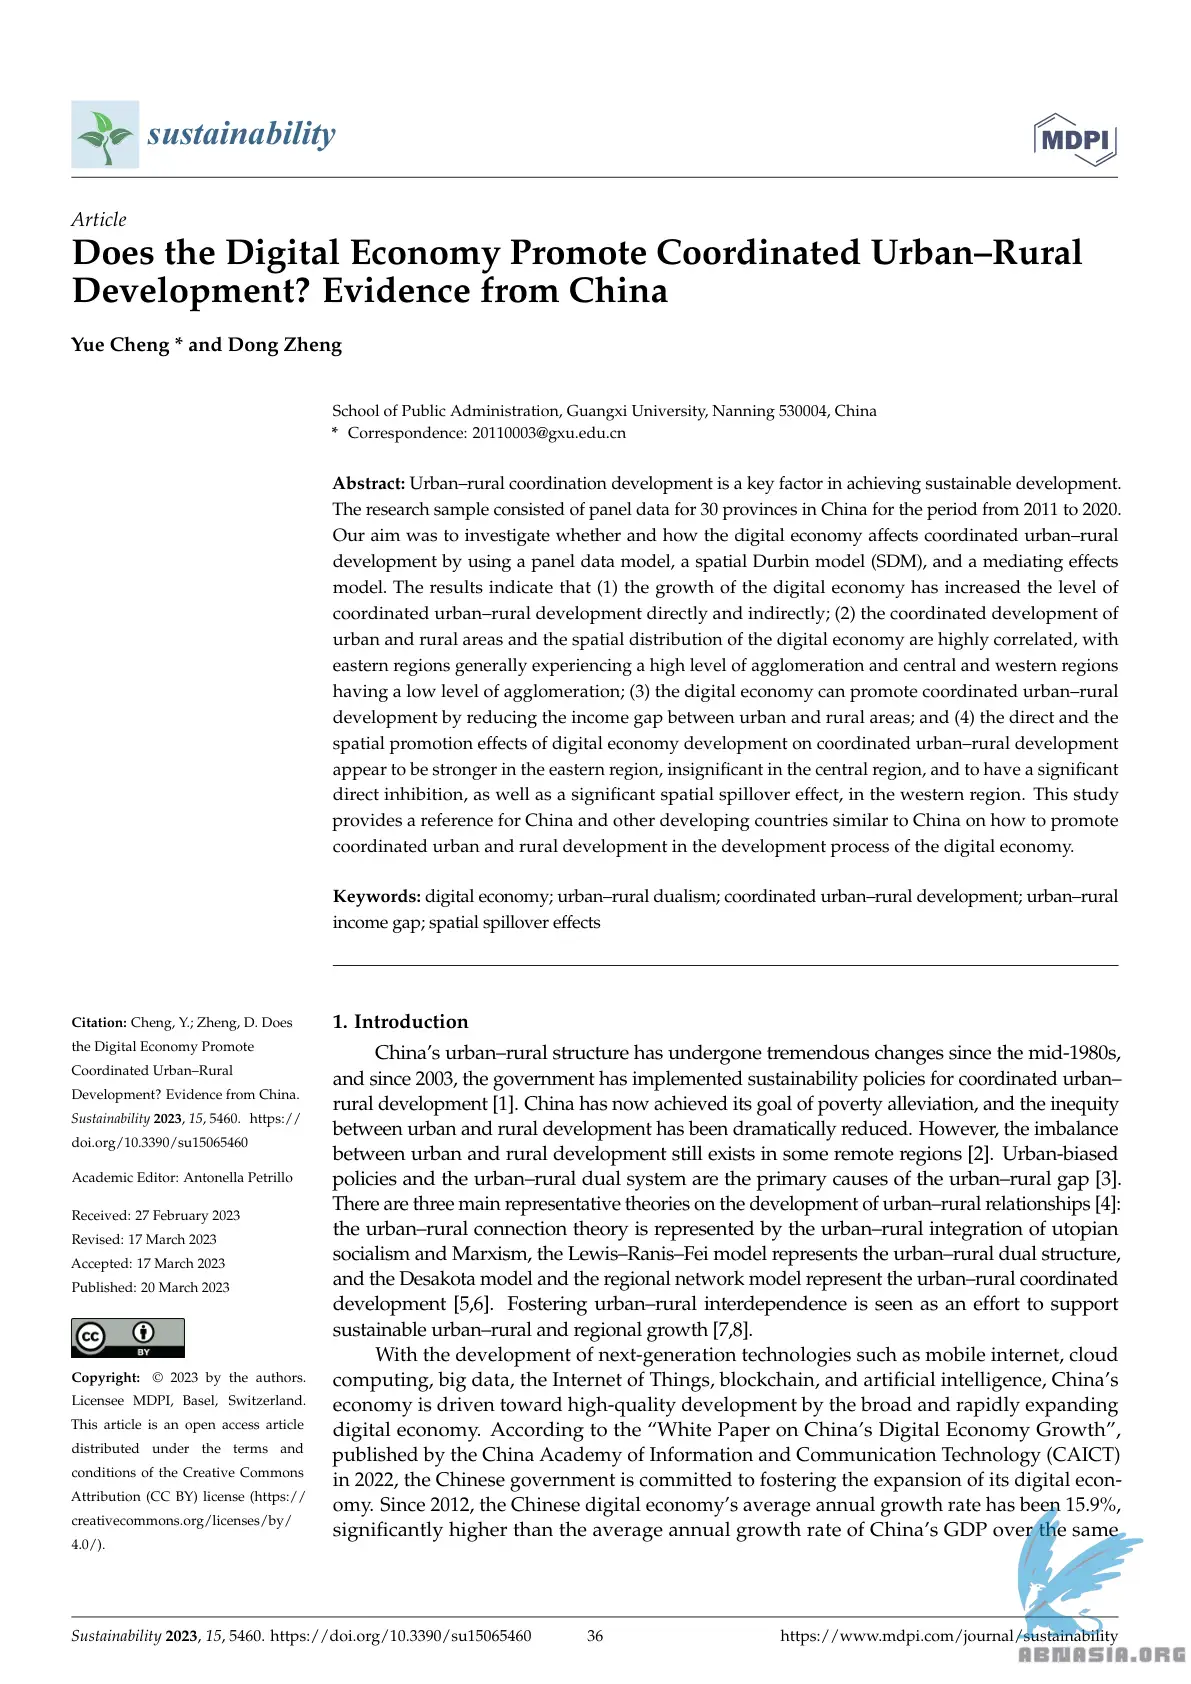 sustainability
MDPI
Article
Does the Digital Economy Promote Coordinated Urban–Rural
Development? Evidence from China
Yue Cheng * and Dong Zheng
School of Public Administration, Guangxi University, Nanning 530004, China
* Correspondence: 20110003@gxu.edu.cn
Abstract: Urban–rural coordination development is a key factor in achieving sustainable development.
The research sample consisted of panel data for 30 provinces in China for the period from 2011 to 2020.
Our aim was to investigate whether and how the digital economy affects coordinated urban–rural
development by using a panel data model, a spatial Durbin model (SDM), and a mediating effects
model. The results indicate that (1) the growth of the digital economy has increased the level of
coordinated urban–rural development directly and indirectly; (2) the coordinated development of
urban and rural areas and the spatial distribution of the digital economy are highly correlated, with
eastern regions generally experiencing a high level of agglomeration and central and western regions
having a low level of agglomeration; (3) the digital economy can promote coordinated urban–rural
development by reducing the income gap between urban and rural areas; and (4) the direct and the
spatial promotion effects of digital economy development on coordinated urban–rural development
appear to be stronger in the eastern region, insignificant in the central region, and to have a significant
direct inhibition, as well as a significant spatial spillover effect, in the western region. This study
provides a reference for China and other developing countries similar to China on how to promote
coordinated urban and rural development in the development process of the digital economy.
Keywords: digital economy; urban–rural dualism; coordinated urban–rural development; urban–rural
income gap; spatial spillover effects
Citation: Cheng, Y.; Zheng, D. Does
the Digital Economy Promote
Coordinated Urban–Rural
Development? Evidence from China.
Sustainability 2023, 15, 5460. https://
doi.org/10.3390/su15065460
Academic Editor: Antonella Petrillo
Received: 27 February 2023
Revised: 17 March 2023
Accepted: 17 March 2023
Published: 20 March 2023
cc
BY
Copyright: © 2023 by the authors.
Licensee MDPI, Basel, Switzerland.
This article is an open access article
distributed under the terms and
conditions of the Creative Commons
Attribution (CC BY) license (https://
creativecommons.org/licenses/by/
4.0/).
1. Introduction
China's urban–rural structure has undergone tremendous changes since the mid-1980s,
and since 2003, the government has implemented sustainability policies for coordinated urban–
rural development [1]. China has now achieved its goal of poverty alleviation, and the inequity
between urban and rural development has been dramatically reduced. However, the imbalance
between urban and rural development still exists in some remote regions [2]. Urban-biased
policies and the urban–rural dual system are the primary causes of the urban–rural gap [3].
There are three main representative theories on the development of urban–rural relationships [4]:
the urban–rural connection theory is represented by the urban–rural integration of utopian
socialism and Marxism, the Lewis–Ranis–Fei model represents the urban–rural dual structure,
and the Desakota model and the regional network model represent the urban–rural coordinated
development [5,6]. Fostering urban–rural interdependence is seen as an effort to support
sustainable urban–rural and regional growth [7,8].
With the development of next-generation technologies such as mobile internet, cloud
computing, big data, the Internet of Things, blockchain, and artificial intelligence, China's
economy is driven toward high-quality development by the broad and rapidly expanding
digital economy. According to the “White Paper on China's Digital Economy Growth”,
published by the China Academy of Information and Communication Technology (CAICT)
in 2022, the Chinese government is committed to fostering the expansion of its digital econ-
omy. Since 2012, the Chinese digital economy's average annual growth rate has been 15.9%,
significantly higher than the average annual growth rate of China's GDP over the same
Sustainability 2023, 15, 5460. https://doi.org/10.3390/su15065460
36
https://www.mdpi.com/journal/sustainability
ABNASIA.ORG